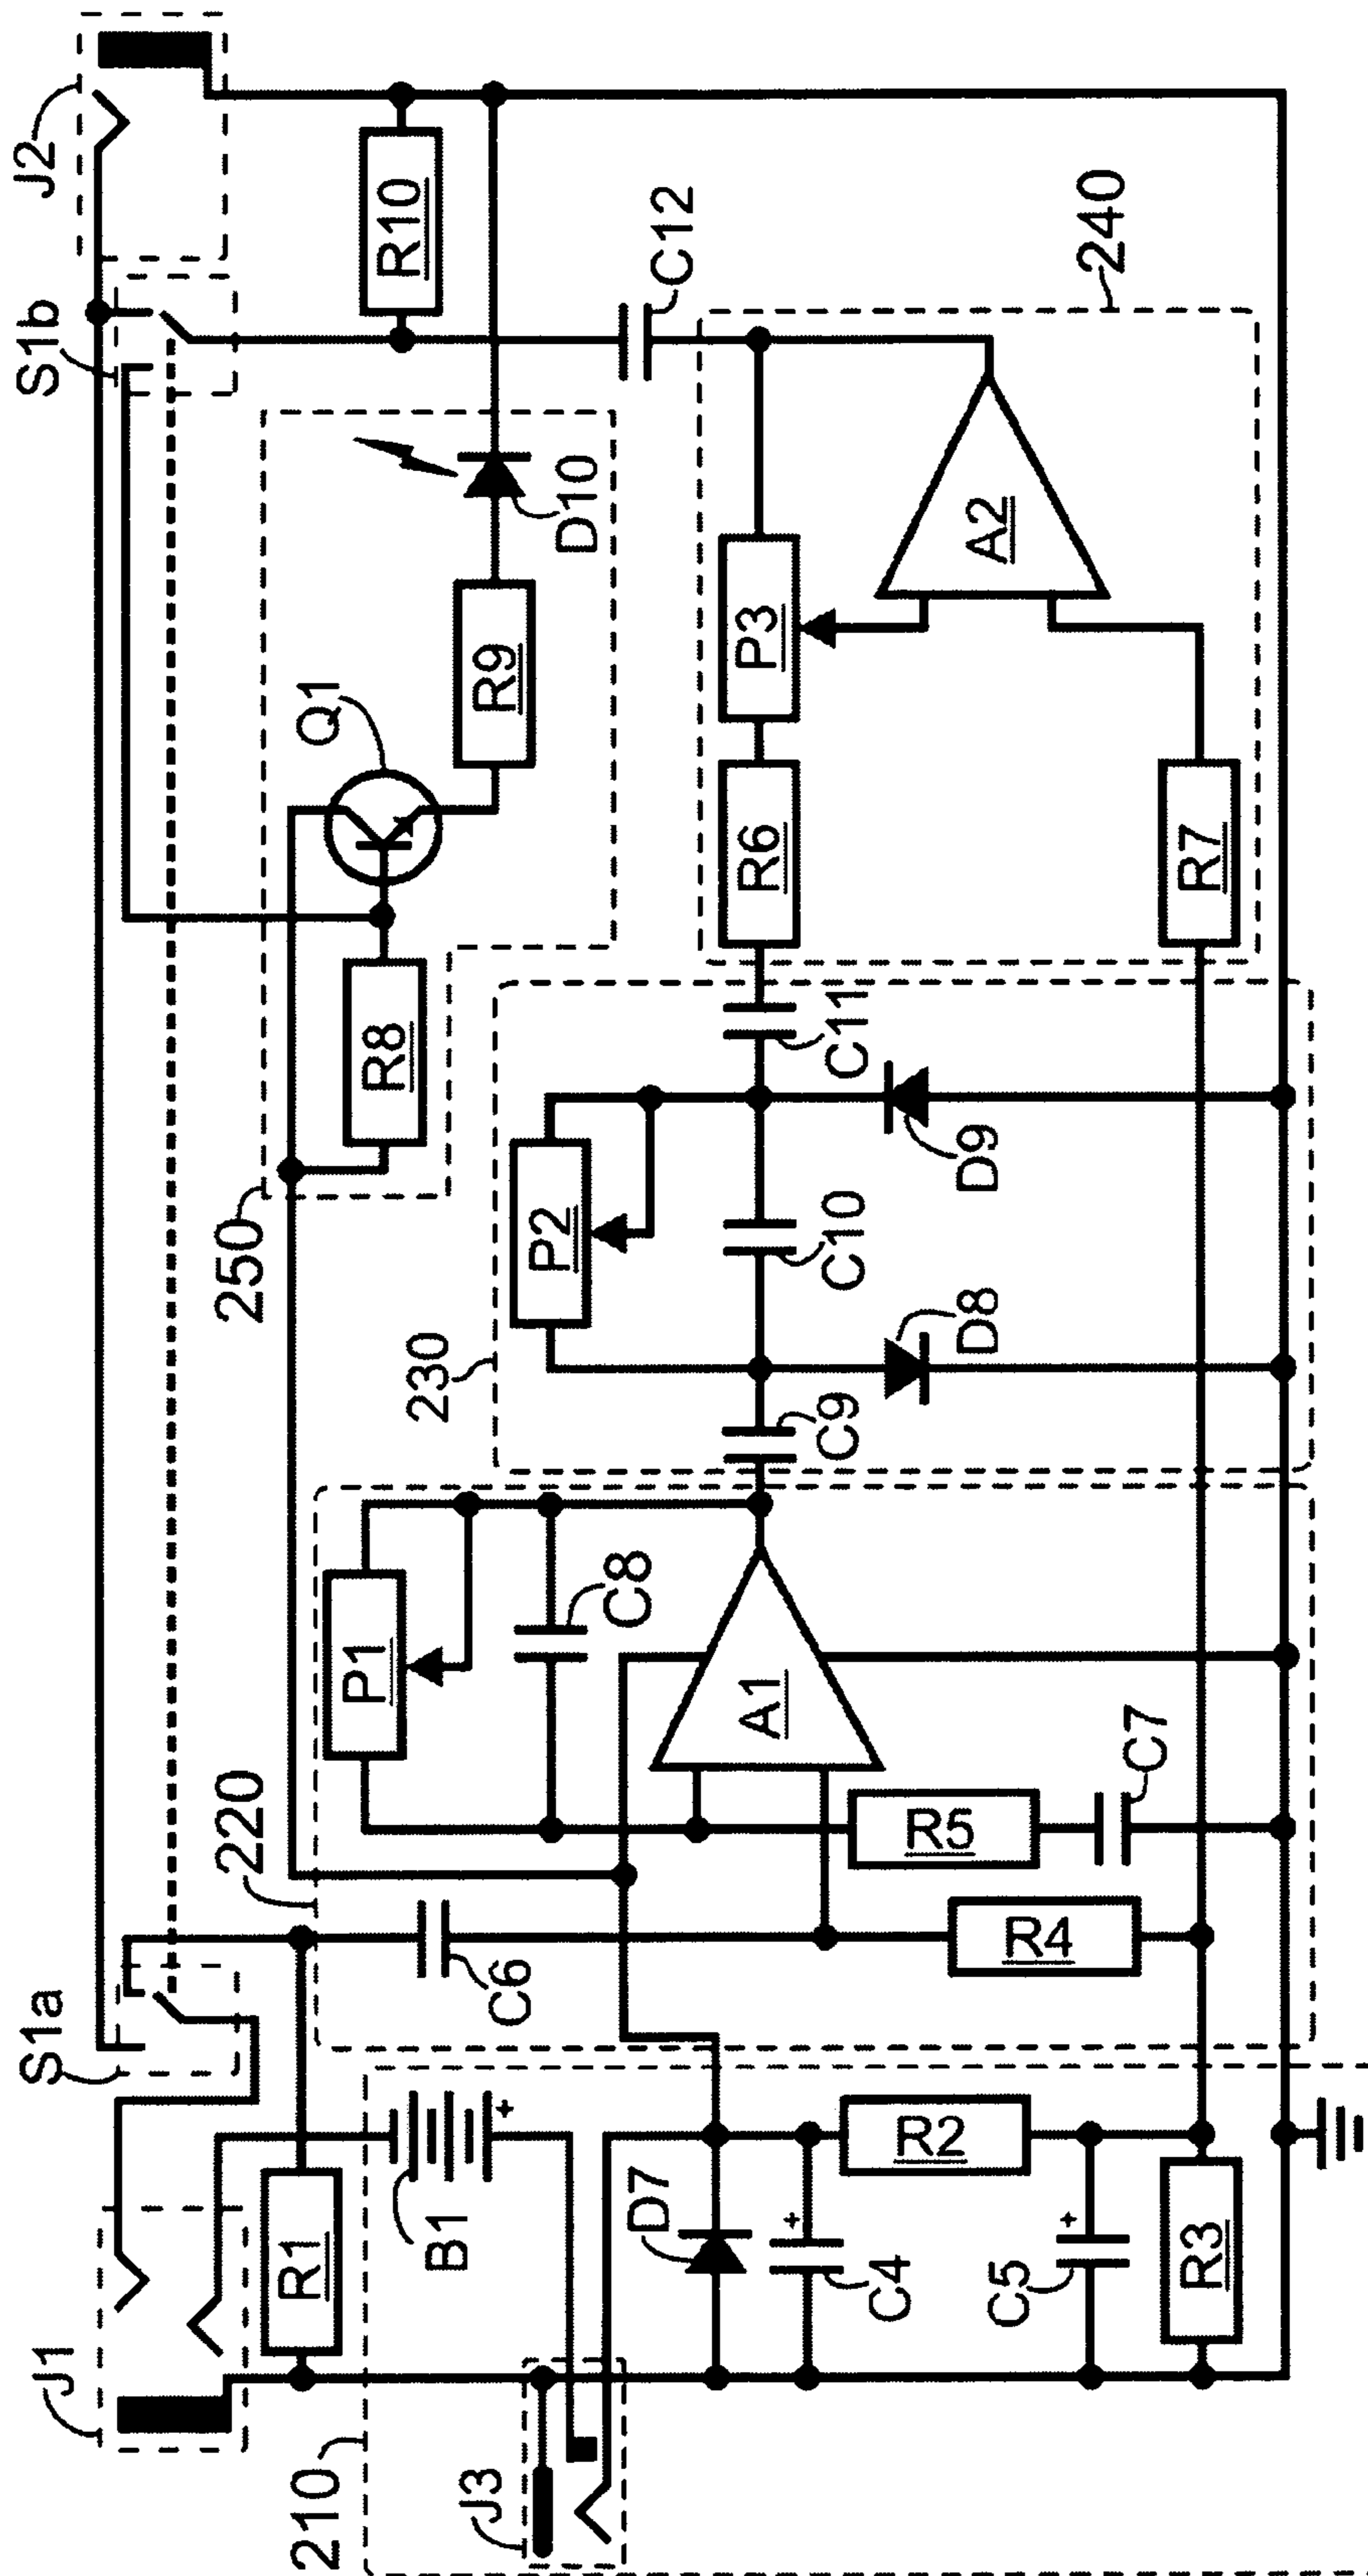 J1
S1a
S1b
J2
R1
210
J3
B1
D7
C4
C5
R2
R3
220
C6
R4
P1
C8
A1
R5
C7
250
R8
Q1
R9
D10
R10
C12
230
P2
C9
C10
C11
D8
D9
240
R6
P3
A2
R7
+
+
+